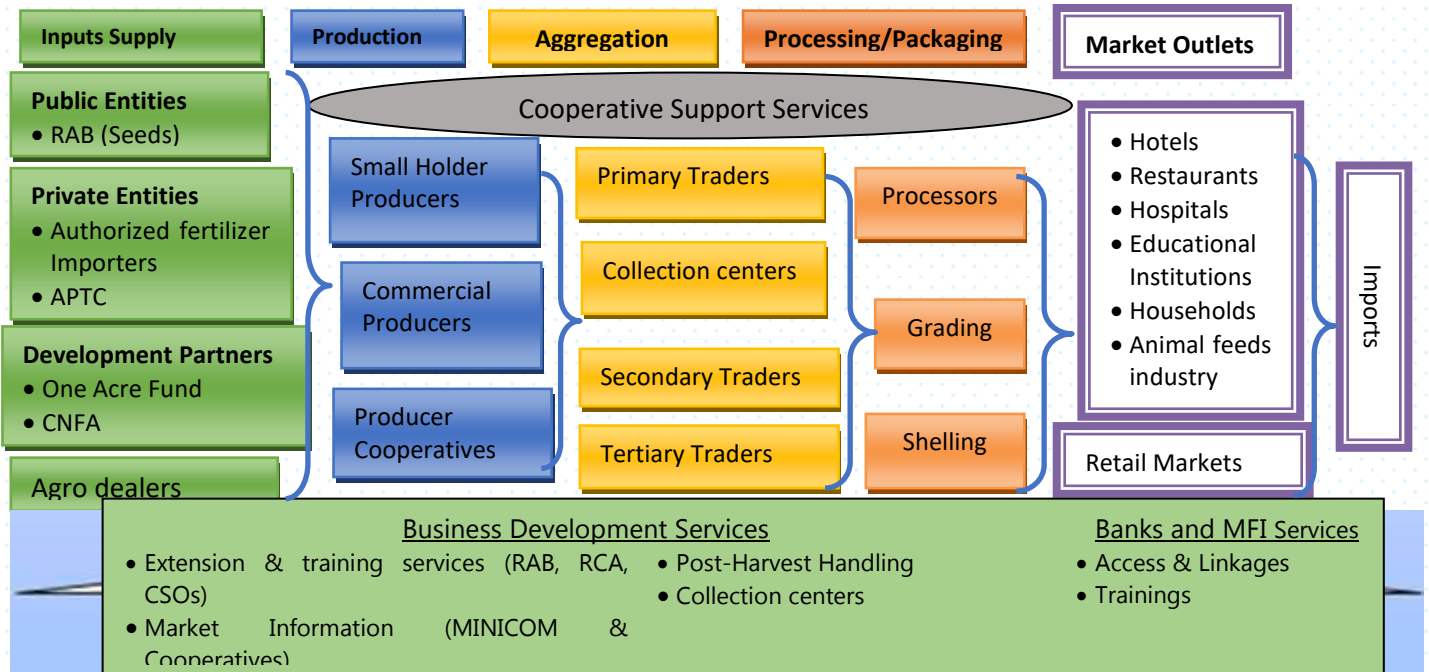 Inputs Supply
Production
Aggregation
Processing/Packaging
Market Outlets
Cooperative Support Services
Public Entities
• RAB (Seeds)
Private Entities
• Authorized fertilizer
Importers
• APTC
Development Partners
• One Acre Fund
• CNFA
Agro dealers
Small Holder
Producers
Commercial
Producers
Producer
Cooperatives
Primary Traders
Collection centers
Secondary Traders
Tertiary Traders
Processors
Grading
Shelling
• Hotels
• Restaurants
• Hospitals
• Educational
Institutions
• Households
• Animal feeds
industry
Retail Markets
Imports
Business Development Services
• Extension & training services (RAB, RCA,
CSOs)
• Market Information (MINICOM &
Cooperatives)
• Post-Harvest Handling
• Collection centers
Banks and MFI Services
• Access & Linkages
• Trainings